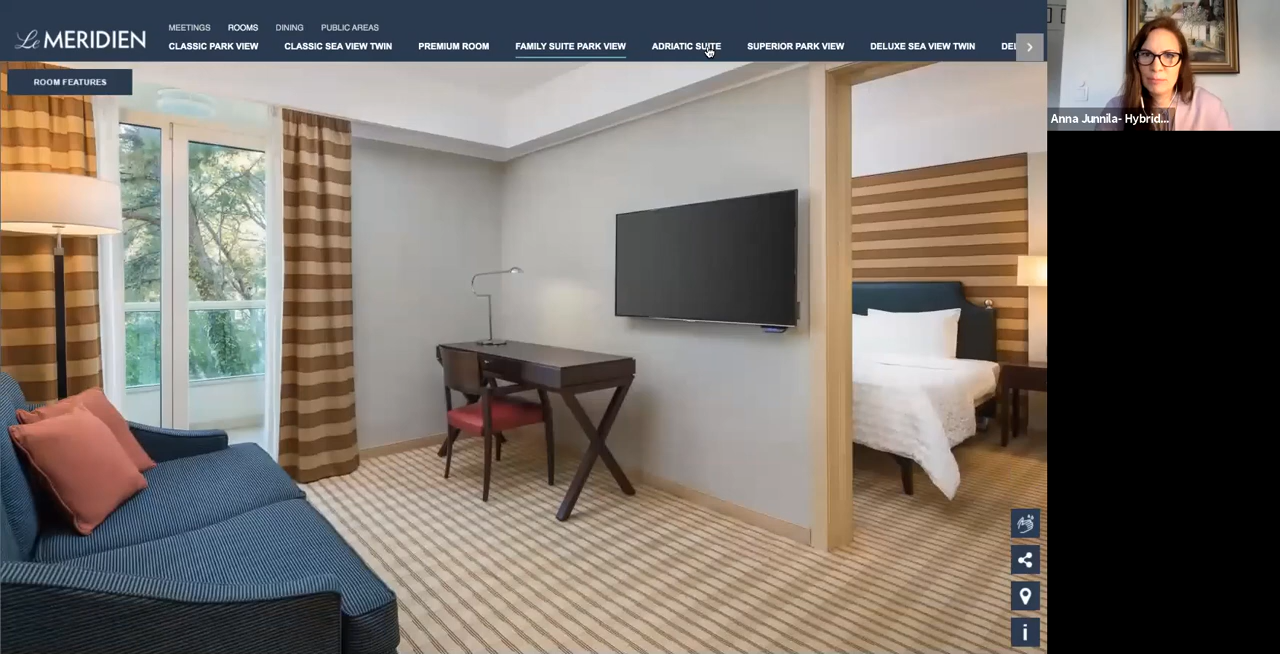 MEETINGS ROOMS DINING PUBLIC AREAS
Le MERIDIEN
CLASSIC PARK VIEW CLASSIC SEA VIEW TWIN PREMIUM ROOM FAMILY SUITE PARK VIEW ADRIATIC SUITE SUPERIOR PARK VIEW DELUXE SEA VIEW TWIN DEL
ROOM FEATURES
Anna Junnila- Hybrid...
i